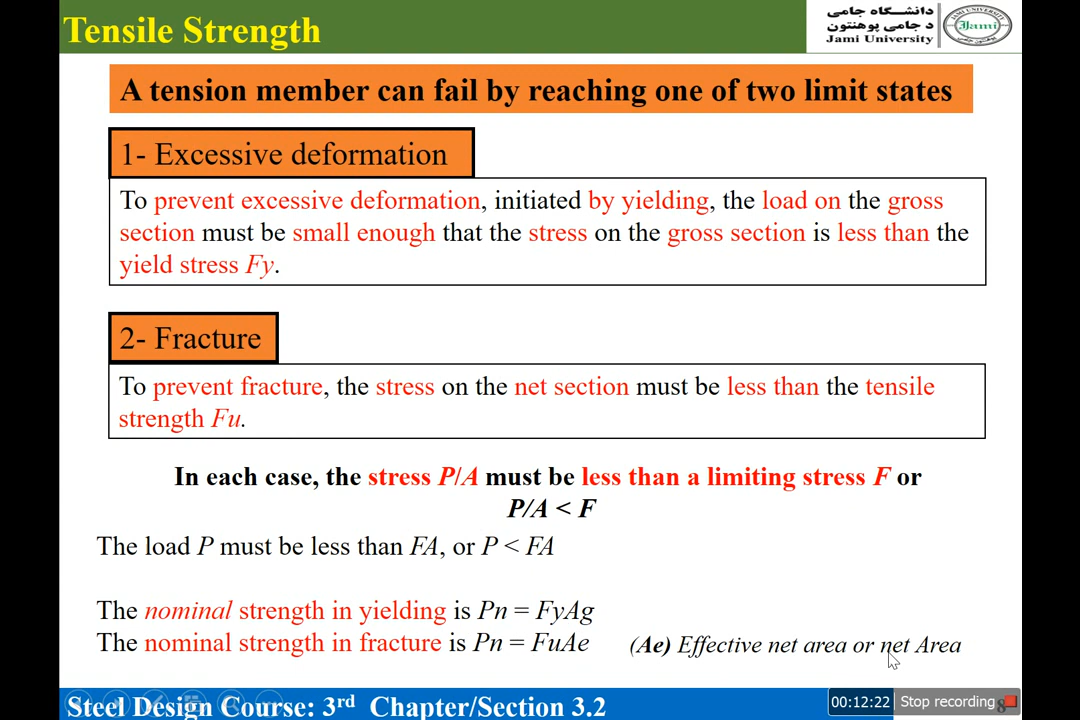 Tensile Strength
دانشگاه جامی
د جامی پوهنتون
Jami University
JAMI UNIVERSITY
Jami
A tension member can fail by reaching one of two limit states
1- Excessive deformation
To prevent excessive deformation, initiated by yielding, the load on the gross
section must be small enough that the stress on the gross section is less than the
yield stress Fy.
2- Fracture
To prevent fracture, the stress on the net section must be less than the tensile
strength Fu.
In each case, the stress P/A must be less than a limiting stress F or
P/A < F
The load P must be less than FA, or P < FA
The nominal strength in yielding is Pn = FyAg
The nominal strength in fracture is Pn = FuAe (Ae) Effective net area or net Area
Steel Design Course: 3rd Chapter/Section 3.2
00:12:22 Stop recording 8